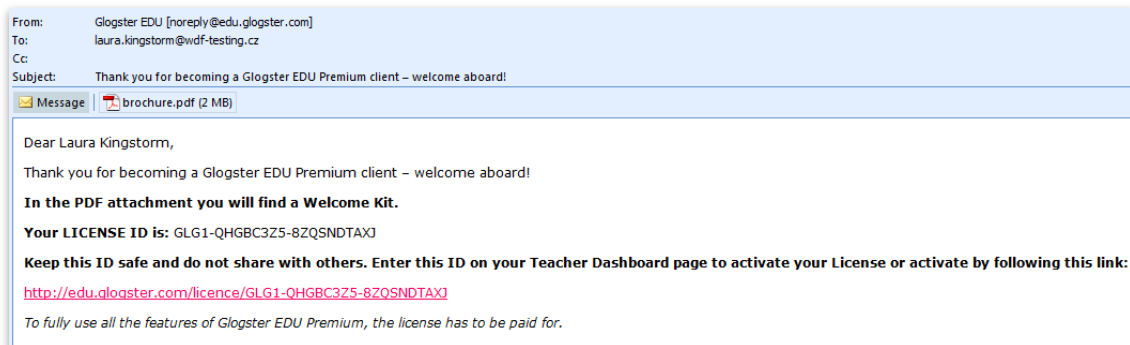 From: Glogster EDU [noreply@edu.glogster.com]
To: laura.kingstorm@wdf-testing.cz
Cc:
Subject: Thank you for becoming a Glogster EDU Premium client – welcome aboard!
Message brochure.pdf (2 MB)
Dear Laura Kingstorm,
Thank you for becoming a Glogster EDU Premium client – welcome aboard!
In the PDF attachment you will find a Welcome Kit.
Your LICENSE ID is: GLG1-QHGBC3Z5-8ZQSNDTAXJ
Keep this ID safe and do not share with others. Enter this ID on your Teacher Dashboard page to activate your License or activate by following this link:
http://edu.glogster.com/licence/GLG1-QHGBC3Z5-8ZQSNDTAXJ
To fully use all the features of Glogster EDU Premium, the license has to be paid for.